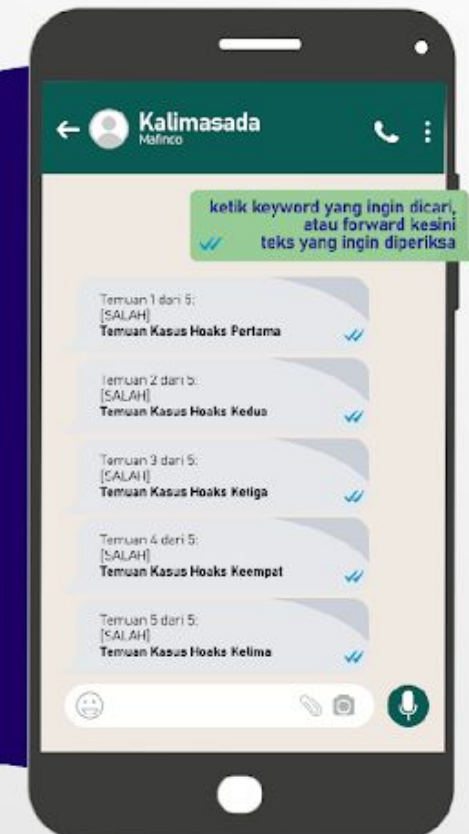 Kalimasada
Mafinco
ketik keyword yang ingin dicari,
atau forward kesini
teks yang ingin diperiksa
Temuan 1 dari 5:
[SALAH]
Temuan Kasus Hoaks Pertama
Temuan 2 dari 5:
[SALAH]
Temuan Kasus Hoaks Kedua
Temuan 3 dari 5:
[SALAH]
Temuan Kasus Hoaks Ketiga
Temuan 4 dari 5:
[SALAH]
Temuan Kasus Hoaks Keempat
Temuan 5 dari 5:
[SALAH]
Temuan Kasus Hoaks Kelima